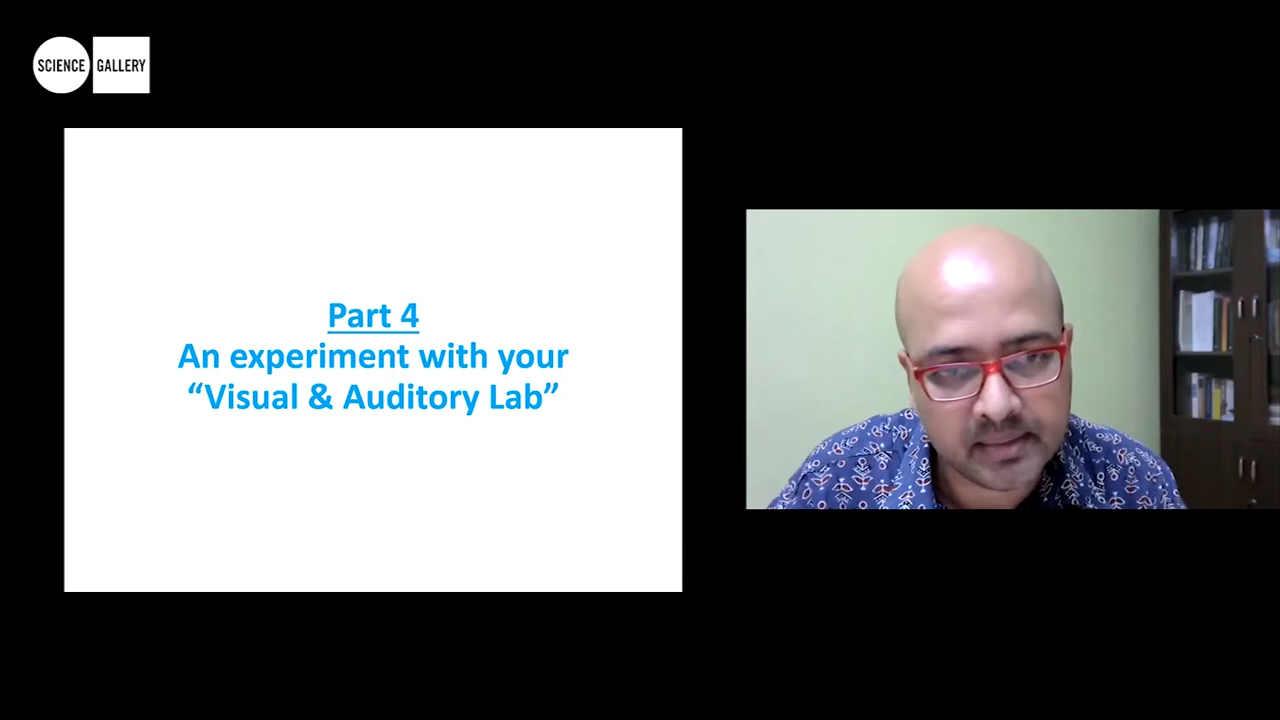 SCIENCE GALLERY
Part 4
An experiment with your
“Visual & Auditory Lab”